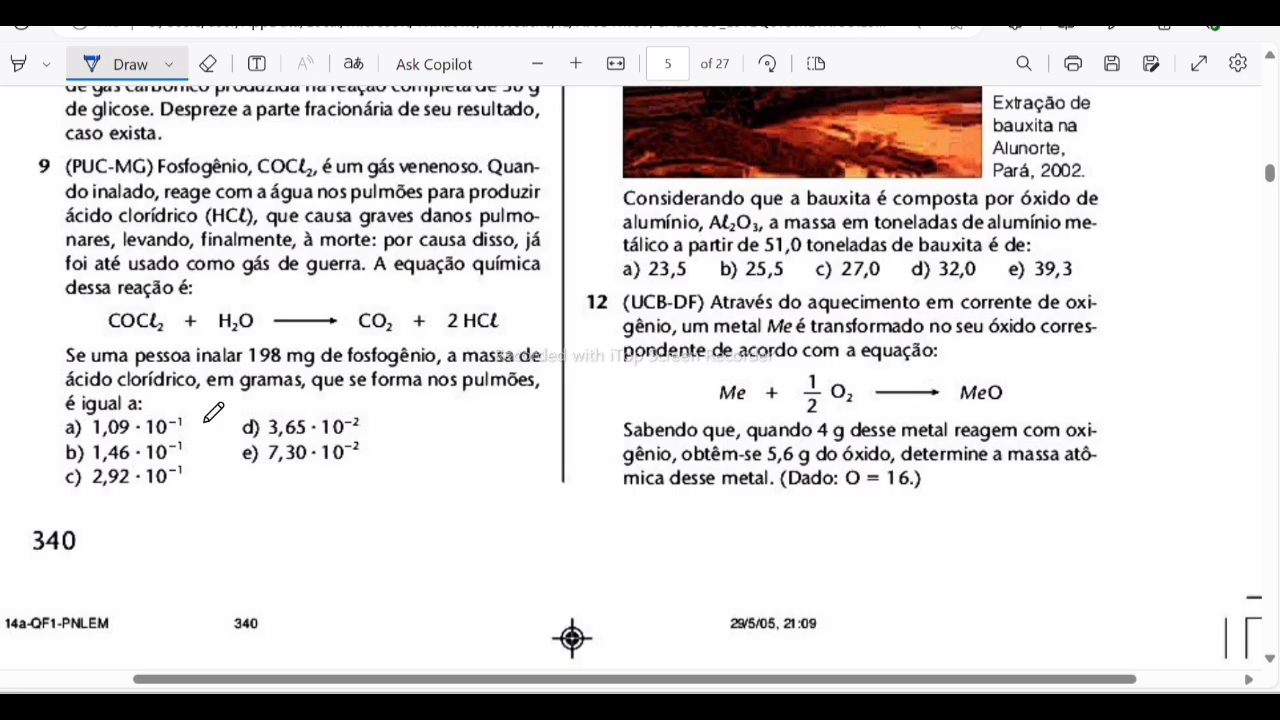 Draw
Ask Copilot
5 of 27
de gás carbônico produzida na reação completa de 36 g
de glicose. Despreze a parte fracionária de seu resultado,
caso exista.
9 (PUC-MG) Fosfogênio, COCℓ₂, é um gás venenoso. Quan-
do inalado, reage com a água nos pulmões para produzir
ácido clorídrico (HCℓ), que causa graves danos pulmo-
nares, levando, finalmente, à morte: por causa disso, já
foi até usado como gás de guerra. A equação química
dessa reação é:
COCℓ₂ + H₂O ⟶ CO₂ + 2 HCℓ
Se uma pessoa inalar 198 mg de fosfogênio, a massa de
ácido clorídrico, em gramas, que se forma nos pulmões,
é igual a:
a) 1,09 · 10⁻¹ d) 3,65 · 10⁻²
b) 1,46 · 10⁻¹ e) 7,30 · 10⁻²
c) 2,92 · 10⁻¹
340
Extração de
bauxita na
Alunorte,
Pará, 2002.
Considerando que a bauxita é composta por óxido de
alumínio, Aℓ₂O₃, a massa em toneladas de alumínio me-
tálico a partir de 51,0 toneladas de bauxita é de:
a) 23,5 b) 25,5 c) 27,0 d) 32,0 e) 39,3
12 (UCB-DF) Através do aquecimento em corrente de oxi-
gênio, um metal Me é transformado no seu óxido corres-
pondente de acordo com a equação:
Me + 1/2 O₂ ⟶ MeO
Sabendo que, quando 4 g desse metal reagem com oxi-
gênio, obtêm-se 5,6 g do óxido, determine a massa atô-
mica desse metal. (Dado: O = 16.)
Recorded with iTop Screen Recorder
14a-QF1-PNLEM 340 29/5/05, 21:09